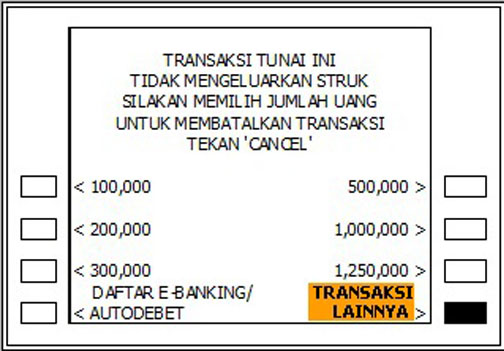 TRANSAKSI TUNAI INI
TIDAK MENGELUARKAN STRUK
SILAKAN MEMILIH JUMLAH UANG
UNTUK MEMBATALKAN TRANSAKSI
TEKAN 'CANCEL'
< 100,000
500,000 >
< 200,000
1,000,000 >
< 300,000
1,250,000 >
DAFTAR E-BANKING/
< AUTODEBET
TRANSAKSI
LAINNYA >